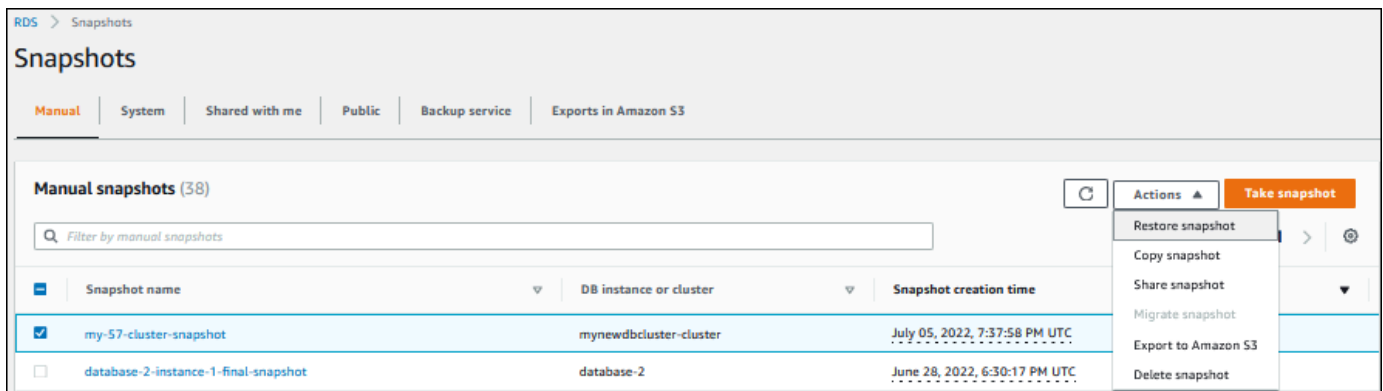 RDS > Snapshots
Snapshots
Manual System Shared with me Public Backup service Exports in Amazon S3
Manual snapshots (38)
Actions Take snapshot
Filter by manual snapshots
Restore snapshot
Copy snapshot
Share snapshot
Migrate snapshot
Export to Amazon S3
Delete snapshot
Snapshot name DB instance or cluster Snapshot creation time
my-57-cluster-snapshot mynewdbcluster-cluster July 05, 2022, 7:37:58 PM UTC
database-2-instance-1-final-snapshot database-2 June 28, 2022, 6:30:17 PM UTC